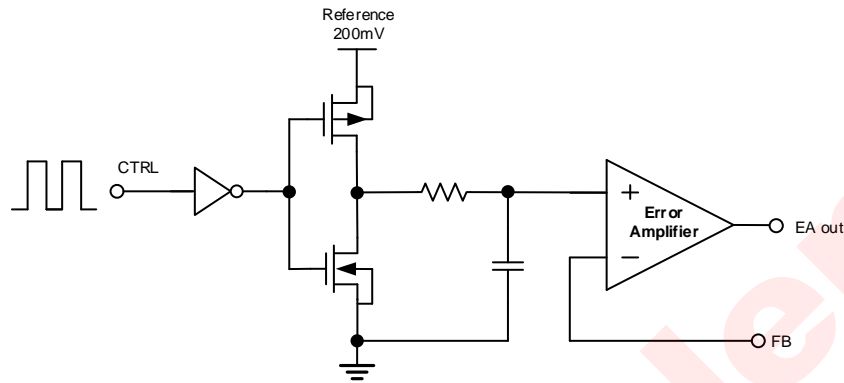 Reference
200mV
CTRL
+
Error
Amplifier
−
EA out
FB